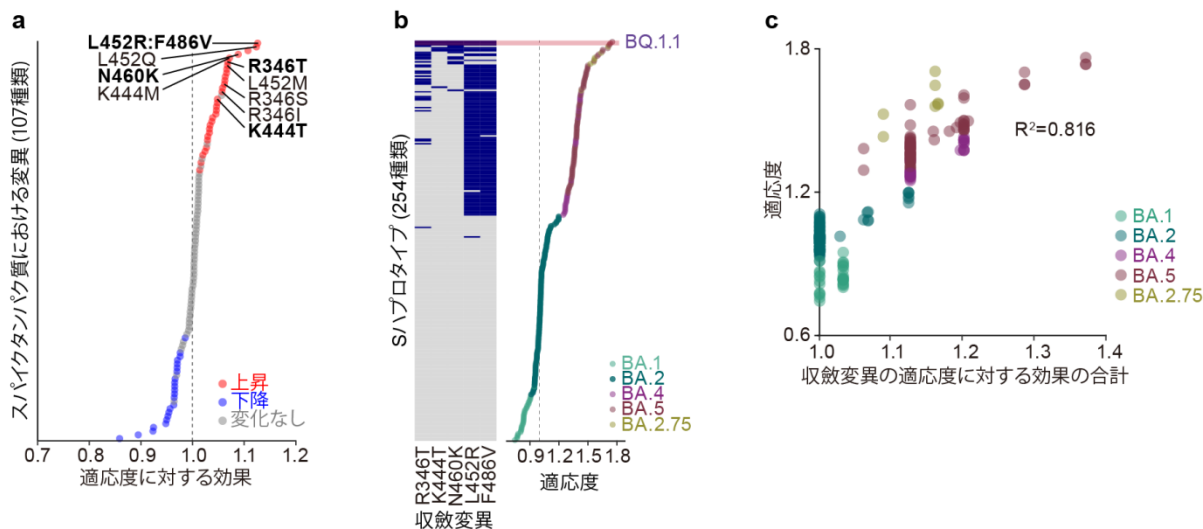 a
スパイクタンパク質における変異 (107種類)
L452R:F486V
L452Q
N460K
K444M
R346T
L452M
R346S
R346I
K444T
上昇
下降
変化なし
0.7 0.8 0.9 1.0 1.1 1.2
適応度に対する効果
b
BQ.1.1
Sハプロタイプ (254種類)
BA.1
BA.2
BA.4
BA.5
BA.2.75
R346T
K444T
N460K
L452R
F486V
収斂変異
0.9 1.2 1.5 1.8
適応度
c
1.8
1.2
0.6
適応度
R²=0.816
BA.1
BA.2
BA.4
BA.5
BA.2.75
1.0 1.1 1.2 1.3 1.4
収斂変異の適応度に対する効果の合計